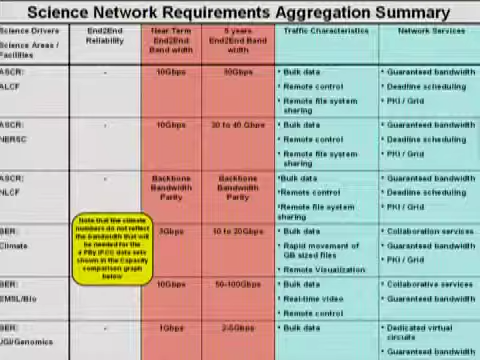 Science Network Requirements Aggregation Summary
Science Drivers
Science Areas /
Facilities
End2End
Reliability
Near Term
End2End
Band width
5 years
End2End Band
width
Traffic Characteristics
Network Services
ASCR:
ALCF
-
10Gbps
30Gbps
• Bulk data
• Remote control
• Remote file system
sharing
• Guaranteed bandwidth
• Deadline scheduling
• PKI / Grid
ASCR:
NERSC
-
10Gbps
20 to 40 Gbps
• Bulk data
• Remote control
• Remote file system
sharing
• Guaranteed bandwidth
• Deadline scheduling
• PKI / Grid
ASCR:
NLCF
-
Backbone
Bandwidth
Parity
Backbone
Bandwidth
Parity
•Bulk data
•Remote control
•Remote file system
sharing
• Guaranteed bandwidth
• Deadline scheduling
• PKI / Grid
BER:
Climate
Note that the climate
numbers do not reflect
the bandwidth that will
be needed for the
4 PBy IPCC data sets
shown in the Capacity
comparison graph
below
3Gbps
10 to 20Gbps
• Bulk data
• Rapid movement of
GB sized files
• Remote Visualization
• Collaboration services
• Guaranteed bandwidth
• PKI / Grid
BER:
EMSL/Bio
-
10Gbps
50-100Gbps
• Bulk data
• Real-time video
• Remote control
• Collaborative services
• Guaranteed bandwidth
BER:
JGI/Genomics
-
1Gbps
2-5Gbps
• Bulk data
• Dedicated virtual
circuits
• Guaranteed bandwidth